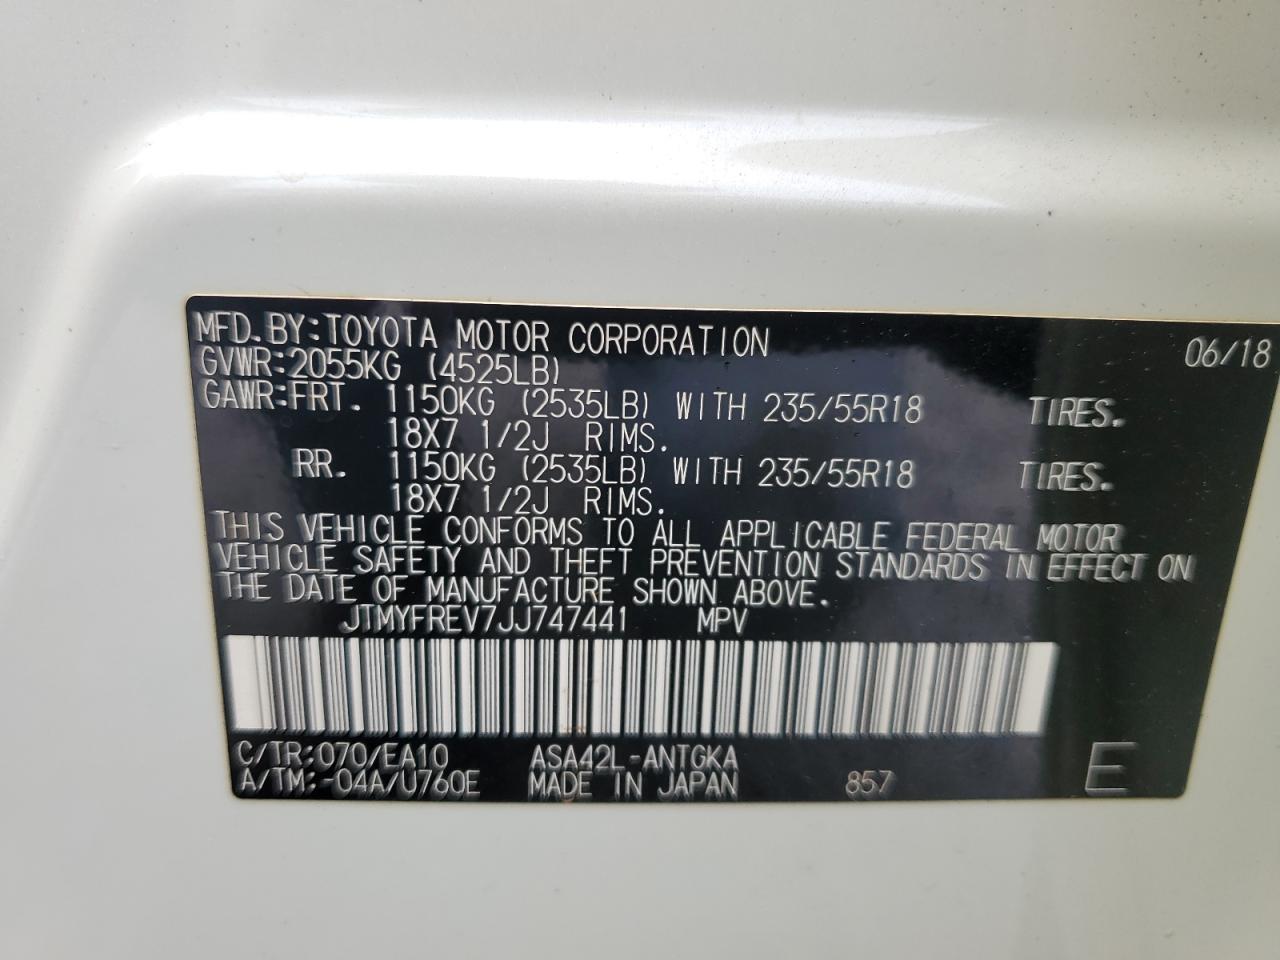 MFD.BY:TOYOTA MOTOR CORPORATION 06/18
GVWR:2055KG (4525LB)
GAWR:FRT. 1150KG (2535LB) WITH 235/55R18 TIRES.
18X7 1/2J RIMS.
RR. 1150KG (2535LB) WITH 235/55R18 TIRES.
18X7 1/2J RIMS.
THIS VEHICLE CONFORMS TO ALL APPLICABLE FEDERAL MOTOR
VEHICLE SAFETY AND THEFT PREVENTION STANDARDS IN EFFECT ON
THE DATE OF MANUFACTURE SHOWN ABOVE.
JTMYFREV7JJ747441 MPV
C/TR:070/EA10 ASA42L-ANTGKA
A/TM:-04A/U760E MADE IN JAPAN 857 E